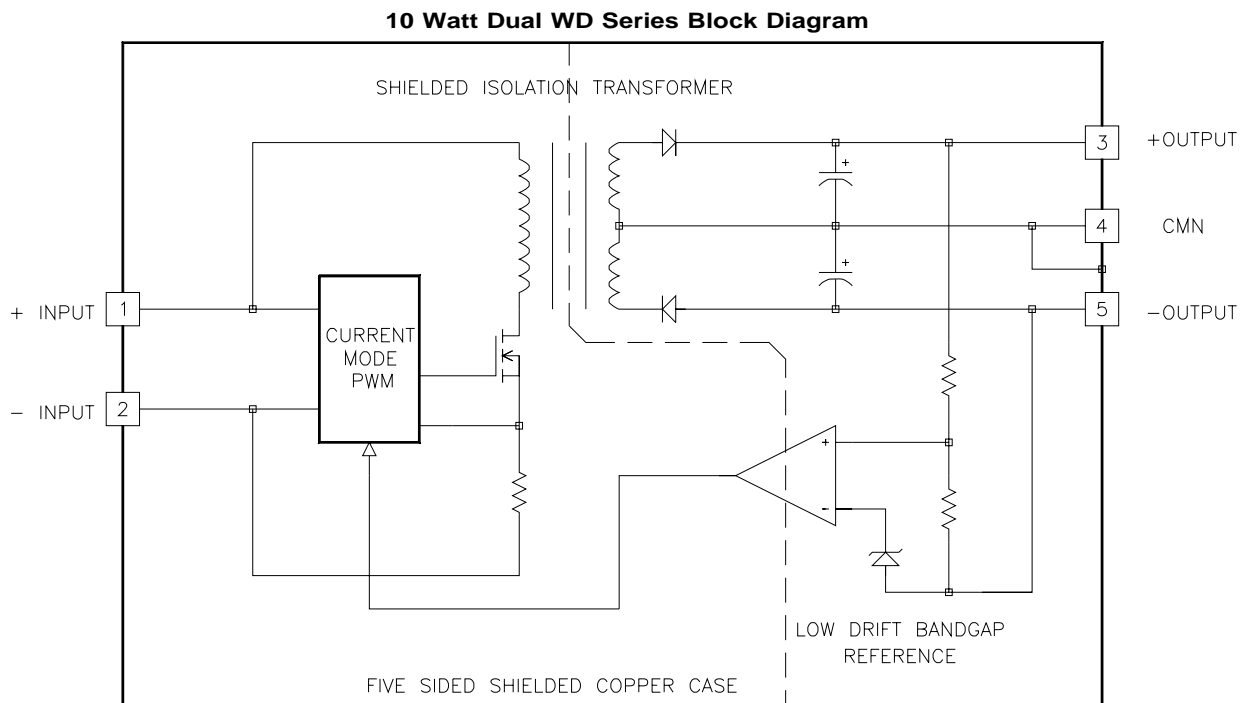 10 Watt Dual WD Series Block Diagram
SHIELDED ISOLATION TRANSFORMER
3
+OUTPUT
4
CMN
+ INPUT
1
5
-OUTPUT
CURRENT
MODE
PWM
- INPUT
2
+
+
+
-
LOW DRIFT BANDGAP
REFERENCE
FIVE SIDED SHIELDED COPPER CASE